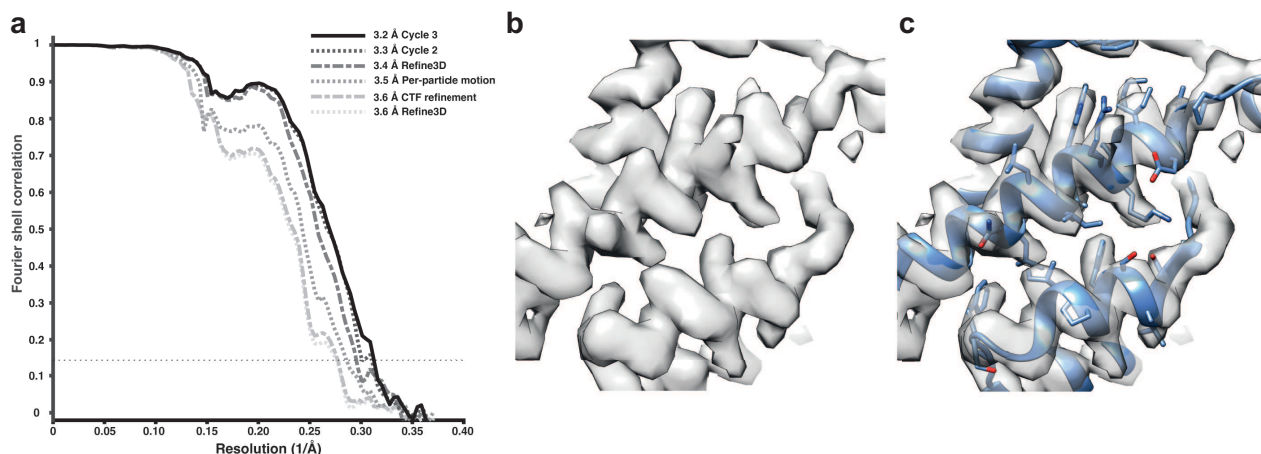 a
b
c
3.2 Å Cycle 3
3.3 Å Cycle 2
3.4 Å Refine3D
3.5 Å Per-particle motion
3.6 Å CTF refinement
3.6 Å Refine3D
Fourier shell correlation
1
0.9
0.8
0.7
0.6
0.5
0.4
0.3
0.2
0.1
0
0 0.05 0.10 0.15 0.20 0.25 0.30 0.35 0.40
Resolution (1/Å)